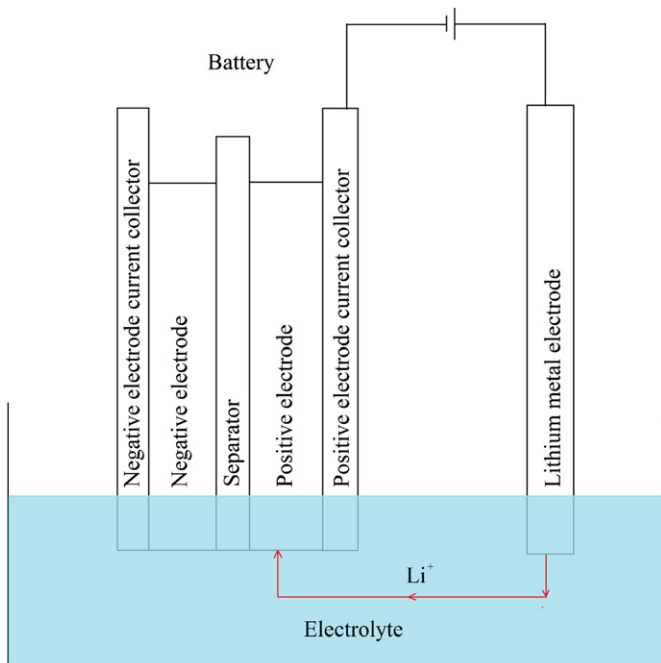 Battery
Negative electrode current collector
Negative electrode
Separator
Positive electrode
Positive electrode current collector
Lithium metal electrode
Li⁺
Electrolyte